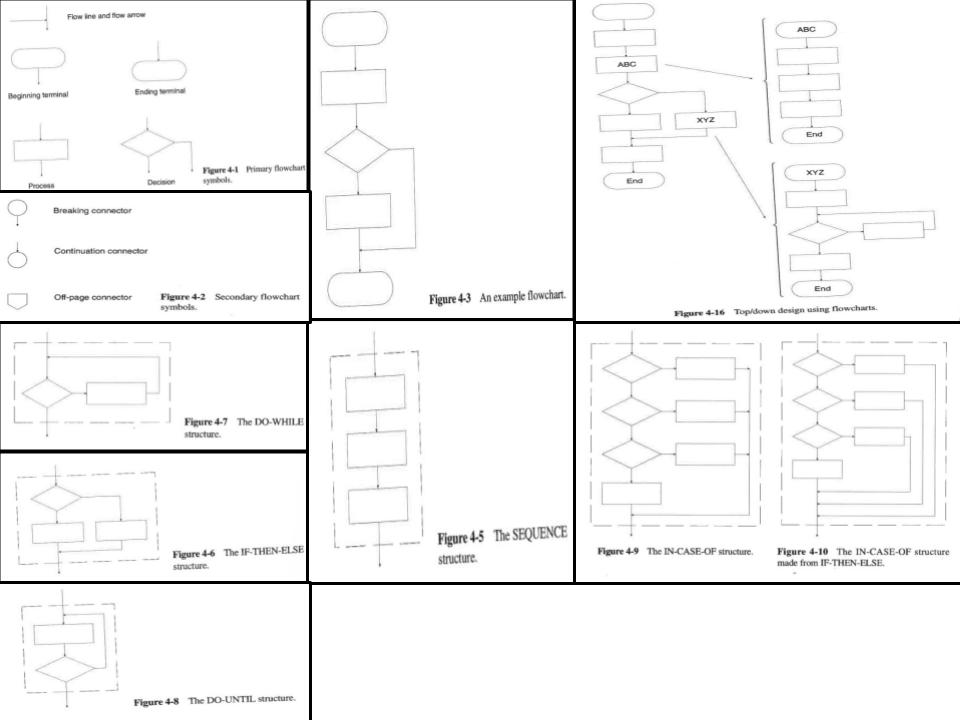 Flow line and flow arrow
Beginning terminal
Ending terminal
Process
Decision
Figure 4-1 Primary flowchart
symbols.
Breaking connector
Continuation connector
Off-page connector
Figure 4-2 Secondary flowchart
symbols.
Figure 4-3 An example flowchart.
ABC
XYZ
End
ABC
End
XYZ
End
Figure 4-16 Top/down design using flowcharts.
Figure 4-7 The DO-WHILE
structure.
Figure 4-6 The IF-THEN-ELSE
structure.
Figure 4-8 The DO-UNTIL structure.
Figure 4-5 The SEQUENCE
structure.
Figure 4-9 The IN-CASE-OF structure.
Figure 4-10 The IN-CASE-OF structure
made from IF-THEN-ELSE.